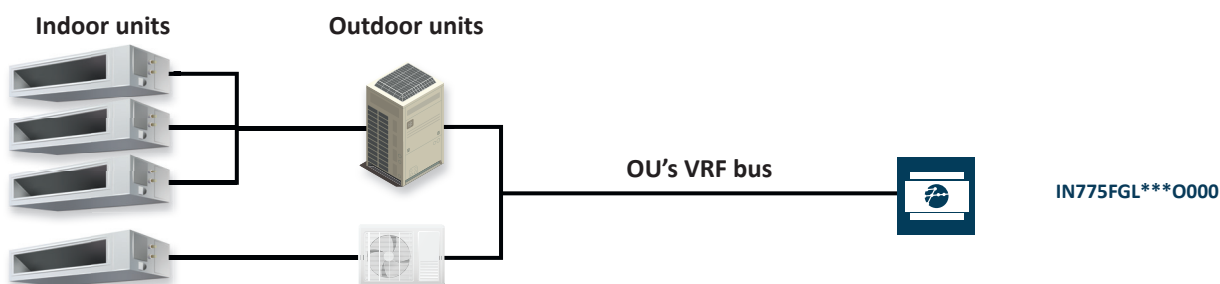 Indoor units
Outdoor units
OU's VRF bus
IN775FGL***O000